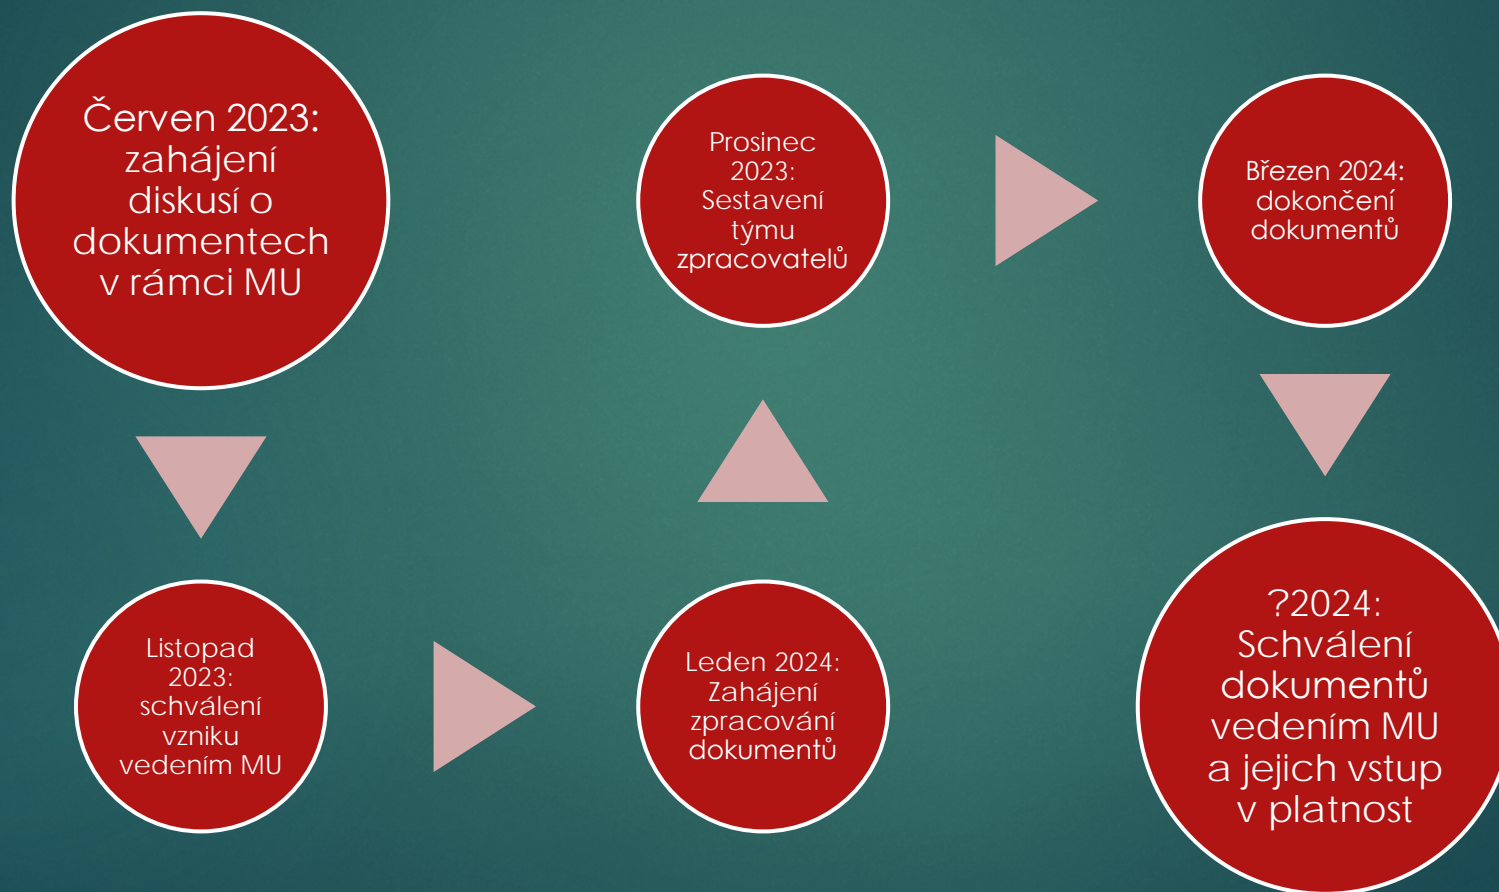 Červen 2023:
zahájení
diskusí o
dokumentech
v rámci MU
Listopad
2023:
schválení
vzniku
vedením MU
Leden 2024:
Zahájení
zpracování
dokumentů
Prosinec
2023:
Sestavení
týmu
zpracovatelů
Březen 2024:
dokončení
dokumentů
?2024:
Schválení
dokumentů
vedením MU
a jejich vstup
v platnost